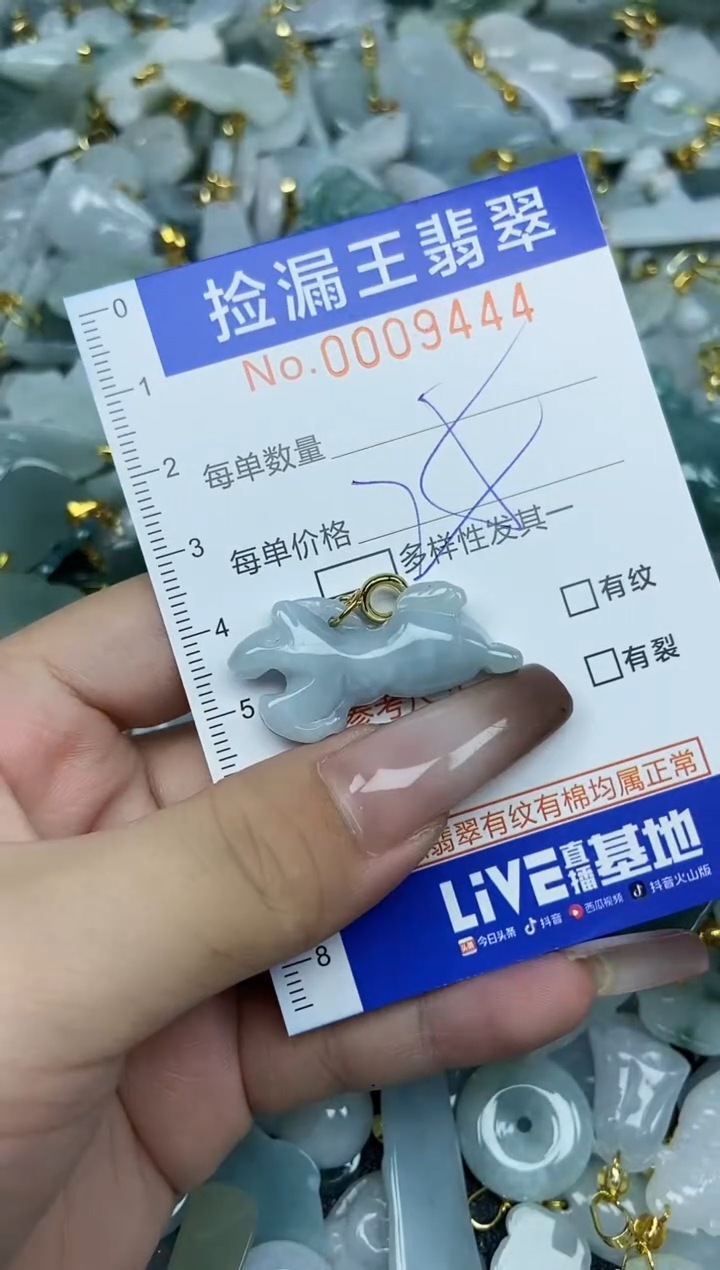 捡漏王翡翠
No.0009444
0
1
2
3
4
5
8
每单数量
每单价格
多样性发其一
有纹
有裂
参考尺
翡翠有纹有棉均属正常
LiVE直播基地
今日头条 抖音 西瓜视频 抖音火山版